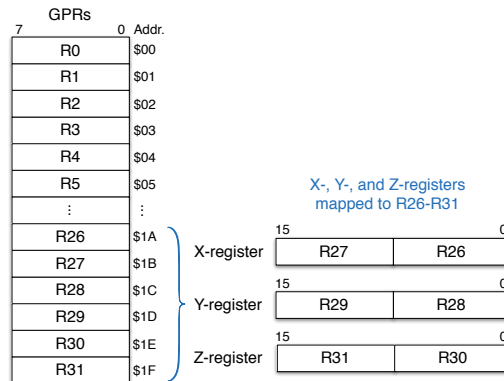 GPRs
7 0 Addr.
R0 $00
R1 $01
R2 $02
R3 $03
R4 $04
R5 $05
⋮ ⋮
R26 $1A
R27 $1B
R28 $1C
R29 $1D
R30 $1E
R31 $1F
X-, Y-, and Z-registers
mapped to R26-R31
15 0
X-register R27 R26
15 0
Y-register R29 R28
15 0
Z-register R31 R30